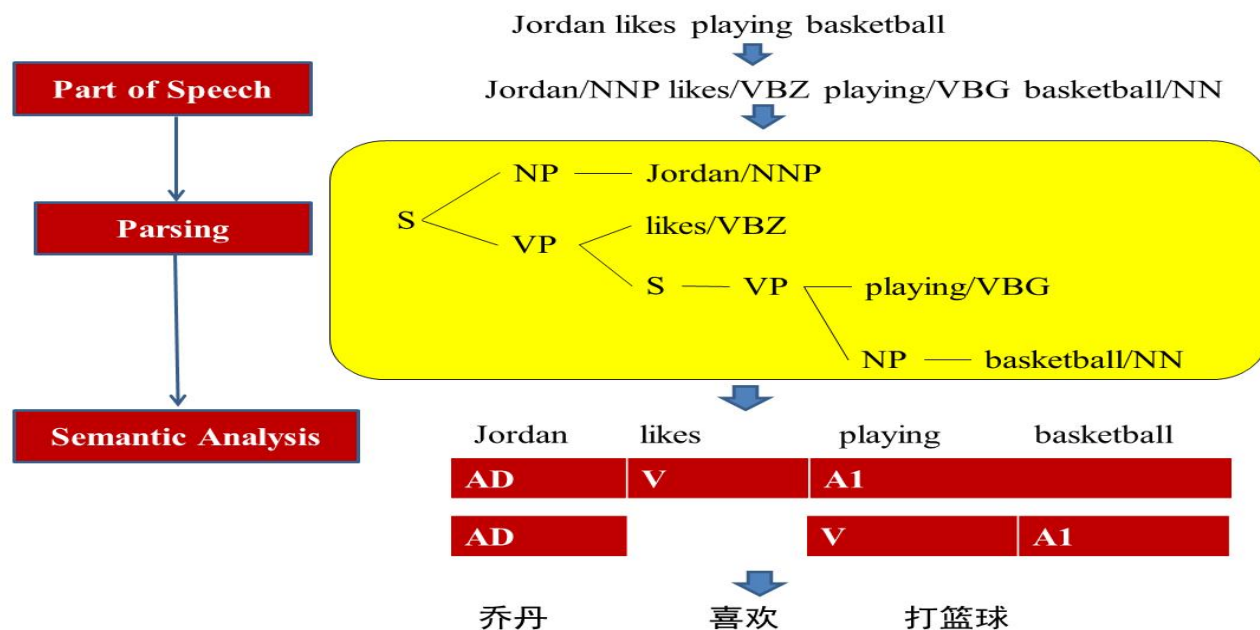 Jordan likes playing basketball
Part of Speech
Jordan/NNP likes/VBZ playing/VBG basketball/NN
NP Jordan/NNP
S
likes/VBZ
Parsing
VP
S VP playing/VBG
NP basketball/NN
Semantic Analysis
Jordan likes playing basketball
AD V A1
AD V A1
乔丹 喜欢 打篮球